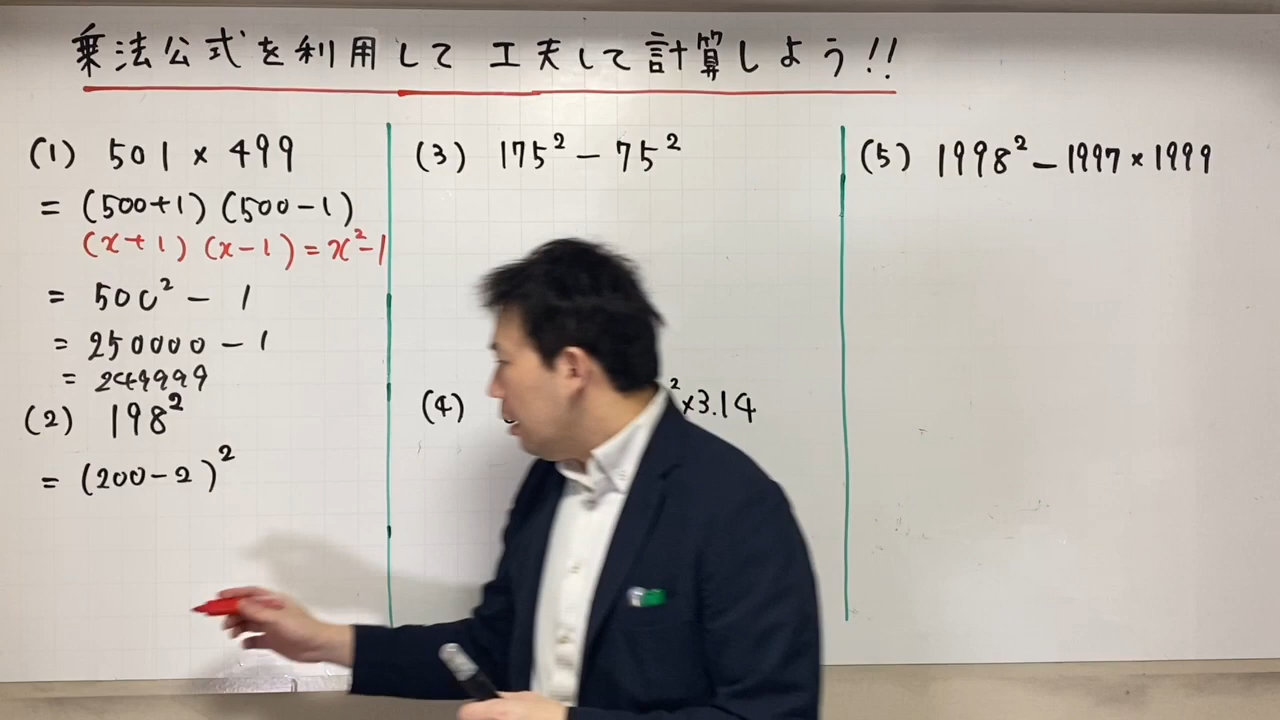 乗法公式を利用して 工夫して計算しよう!!
(1) 501 × 499
= (500+1) (500-1)
(x+1) (x-1) = x²-1
= 500² - 1
= 250000 - 1
= 249999
(2) 198²
= (200-2)²
(3) 175² - 75²
(4) ²×3.14
(5) 1998² - 1997 × 1999